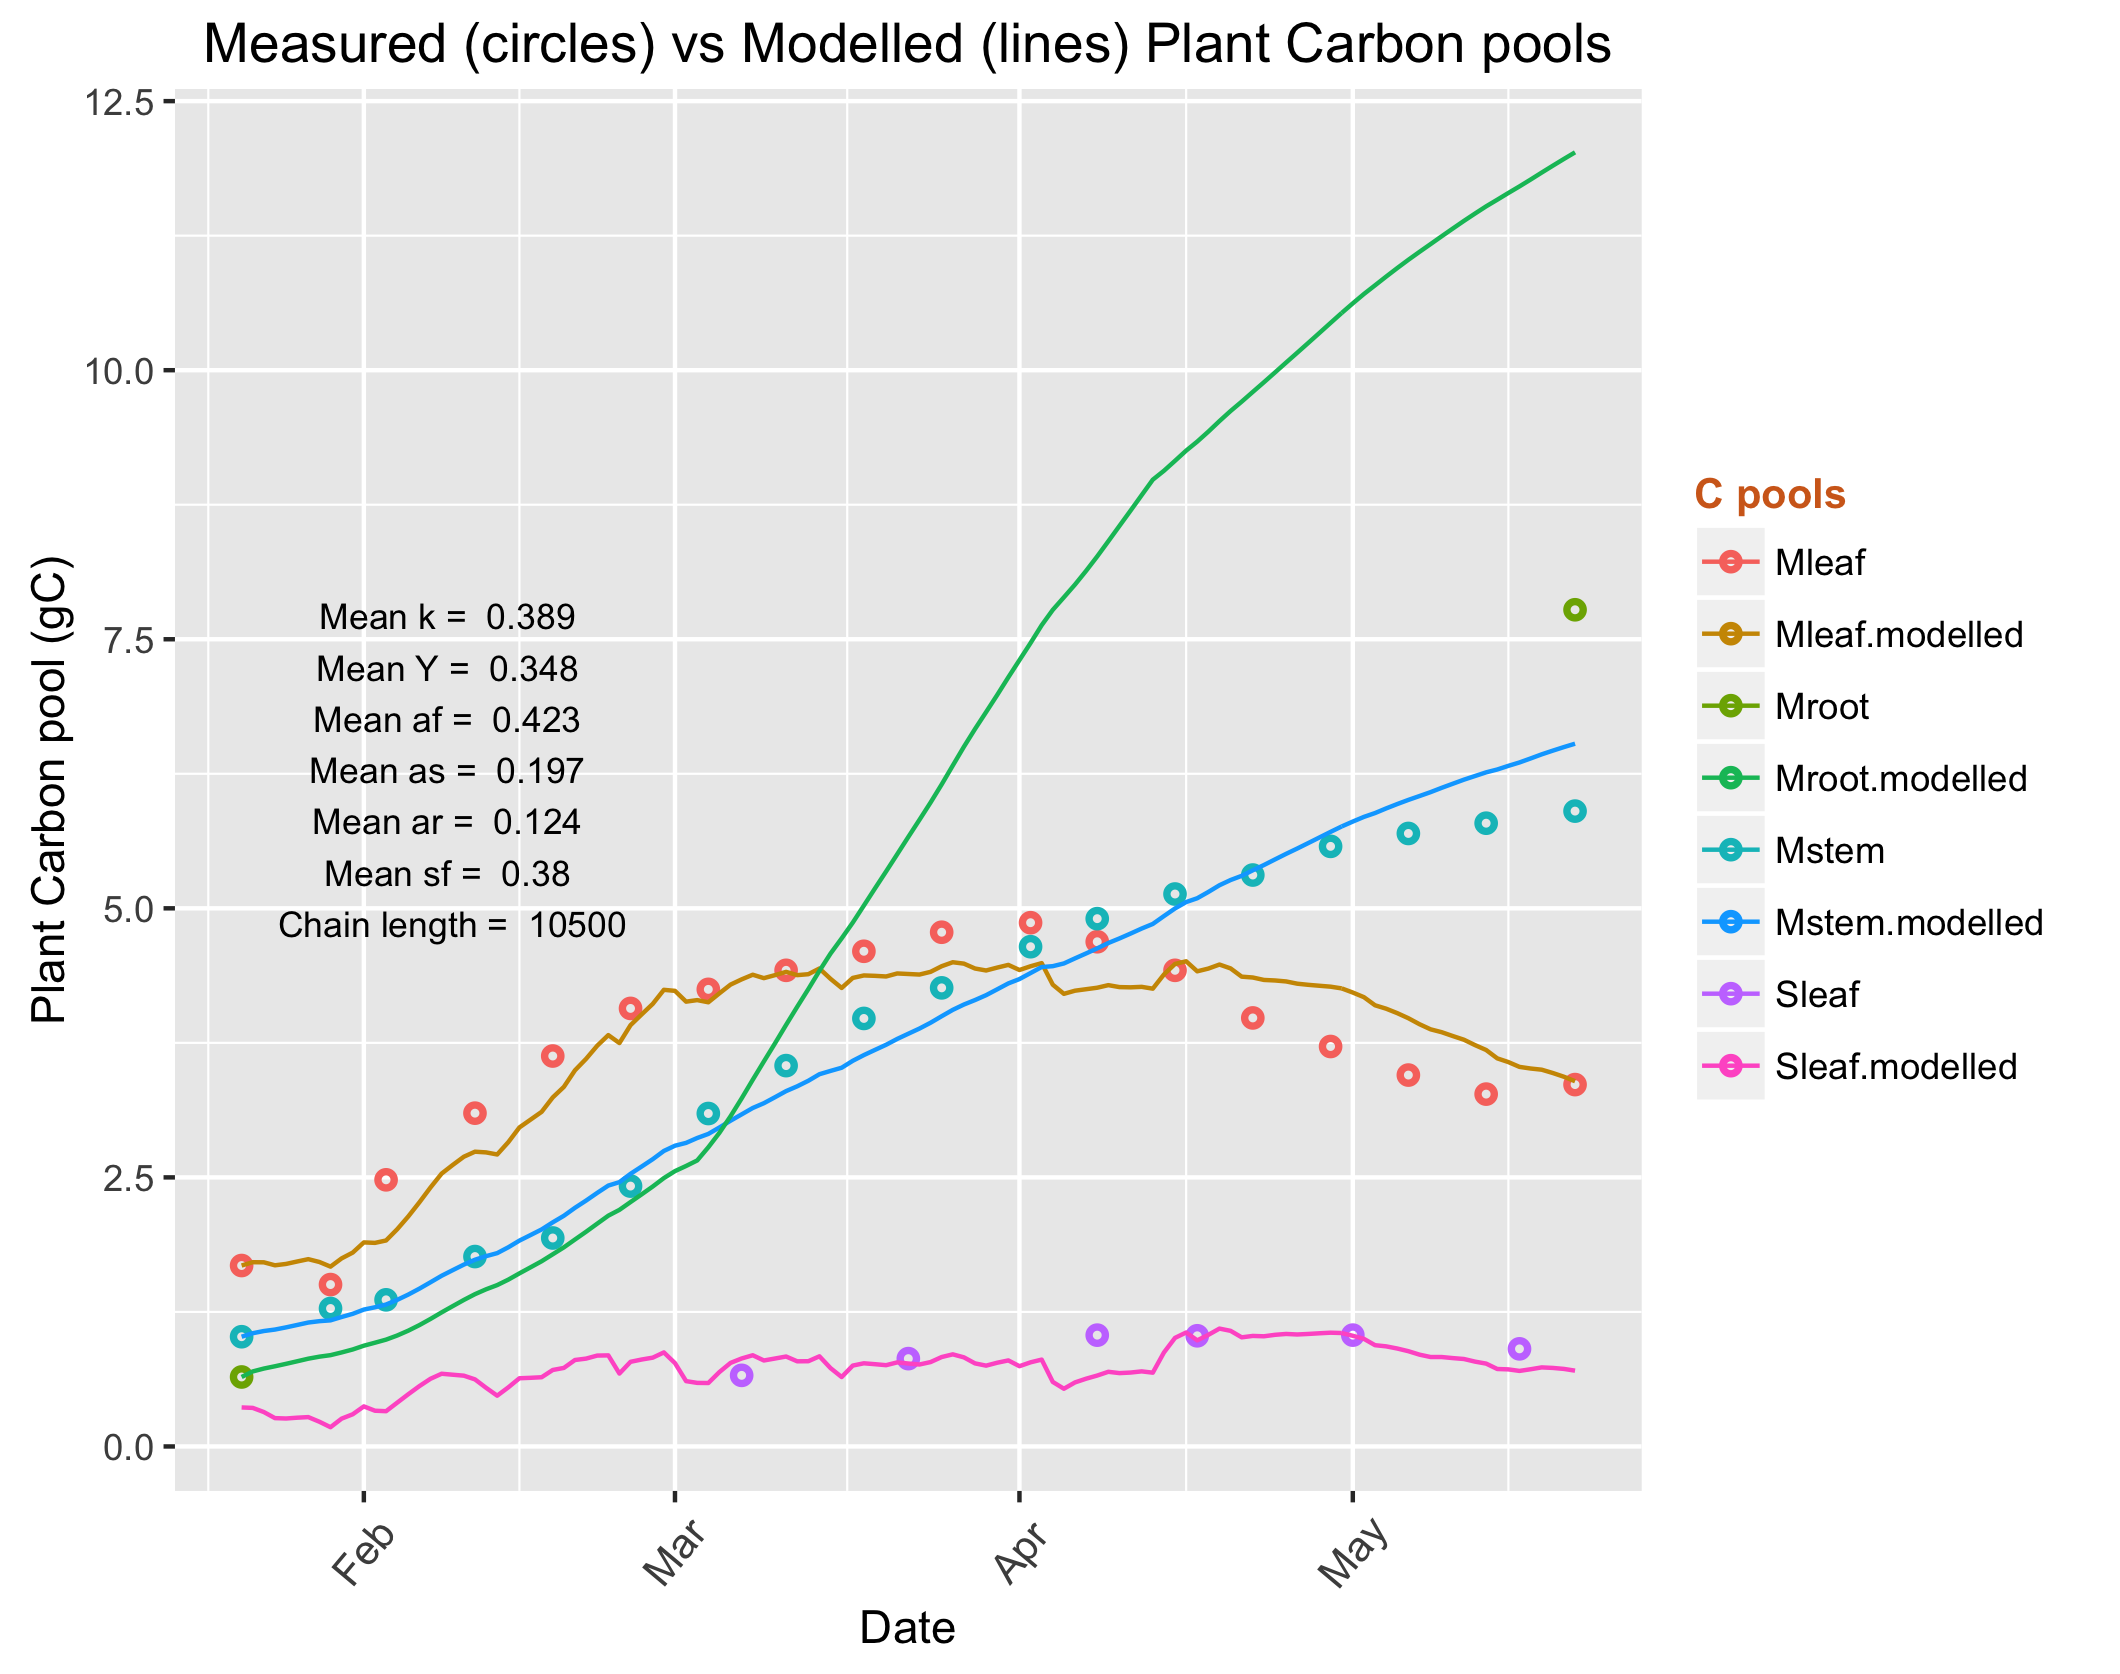 Measured (circles) vs Modelled (lines) Plant Carbon pools
12.5
10.0
7.5
5.0
2.5
0.0
Plant Carbon pool (gC)
Mean k = 0.389
Mean Y = 0.348
Mean af = 0.423
Mean as = 0.197
Mean ar = 0.124
Mean sf = 0.38
Chain length = 10500
Feb
Mar
Apr
May
Date
C pools
Mleaf
Mleaf.modelled
Mroot
Mroot.modelled
Mstem
Mstem.modelled
Sleaf
Sleaf.modelled